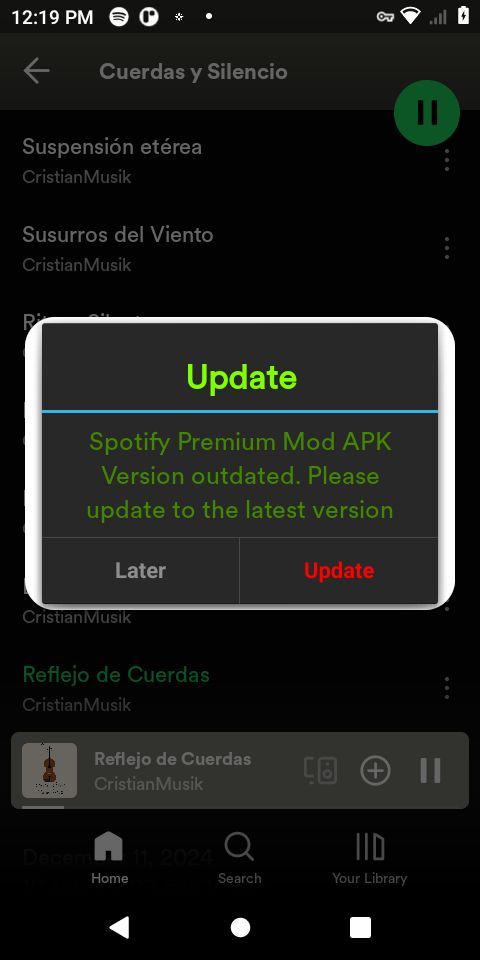 12:19 PM
Cuerdas y Silencio
Suspensión etérea
CristianMusik
Susurros del Viento
CristianMusik
Update
Spotify Premium Mod APK
Version outdated. Please
update to the latest version
Later
Update
CristianMusik
Reflejo de Cuerdas
CristianMusik
Reflejo de Cuerdas
CristianMusik
December 11, 2024
Home
Search
Your Library